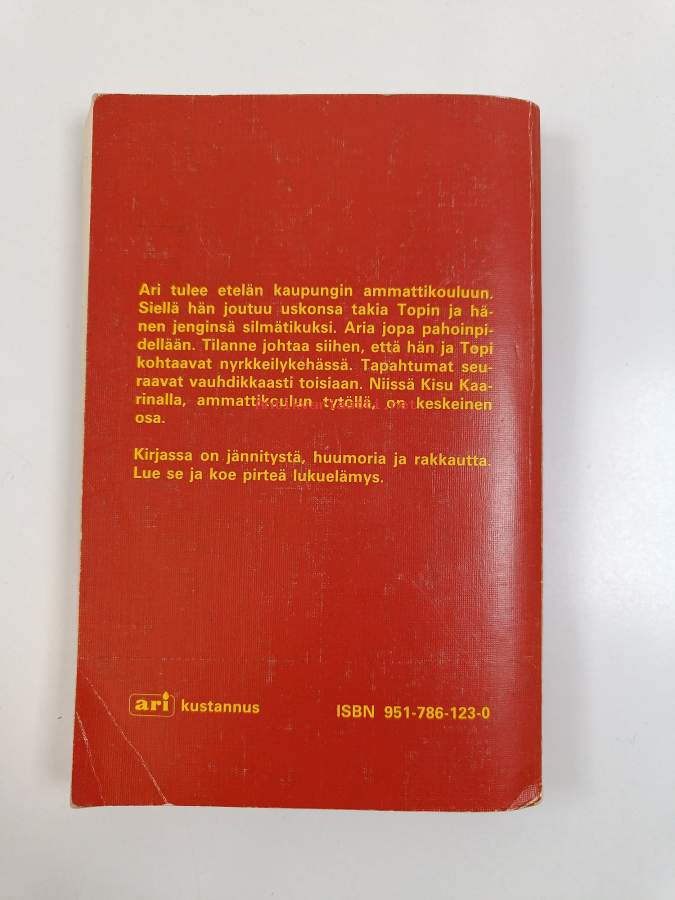 Ari tulee etelän kaupungin ammattikouluun.
Siellä hän joutuu uskonsa takia Topin ja hä-
nen jenginsä silmätikuksi. Aria jopa pahoinpi-
dellään. Tilanne johtaa siihen, että hän ja Topi
kohtaavat nyrkkeilykehässä. Tapahtumat seu-
raavat vauhdikkaasti toisiaan. Niissä Kisu Kaa-
rinalla, ammattikoulun tytöllä, on keskeinen
osa.
Kirjassa on jännitystä, huumoria ja rakkautta.
Lue se ja koe pirteä lukuelämys.
ari kustannus
ISBN 951-786-123-0